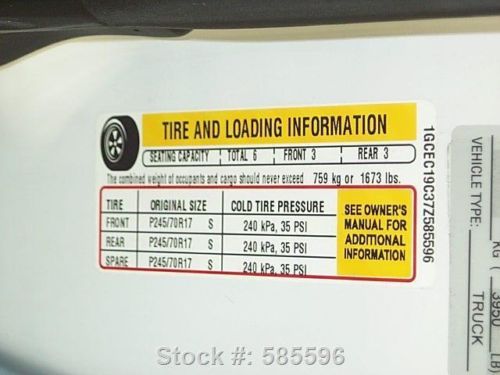 TIRE AND LOADING INFORMATION
SEATING CAPACITY TOTAL 6 FRONT 3 REAR 3
The combined weight of occupants and cargo should never exceed 759 kg or 1673 lbs.
TIRE ORIGINAL SIZE COLD TIRE PRESSURE
FRONT P245/70R17 S 240 kPa, 35 PSI
REAR P245/70R17 S 240 kPa, 35 PSI
SPARE P245/70R17 S 240 kPa, 35 PSI
SEE OWNER'S
MANUAL FOR
ADDITIONAL
INFORMATION
1GCEC19C37Z585596
VEHICLE TYPE:
TRUCK
KG ( 3950 LB)
Stock #: 585596